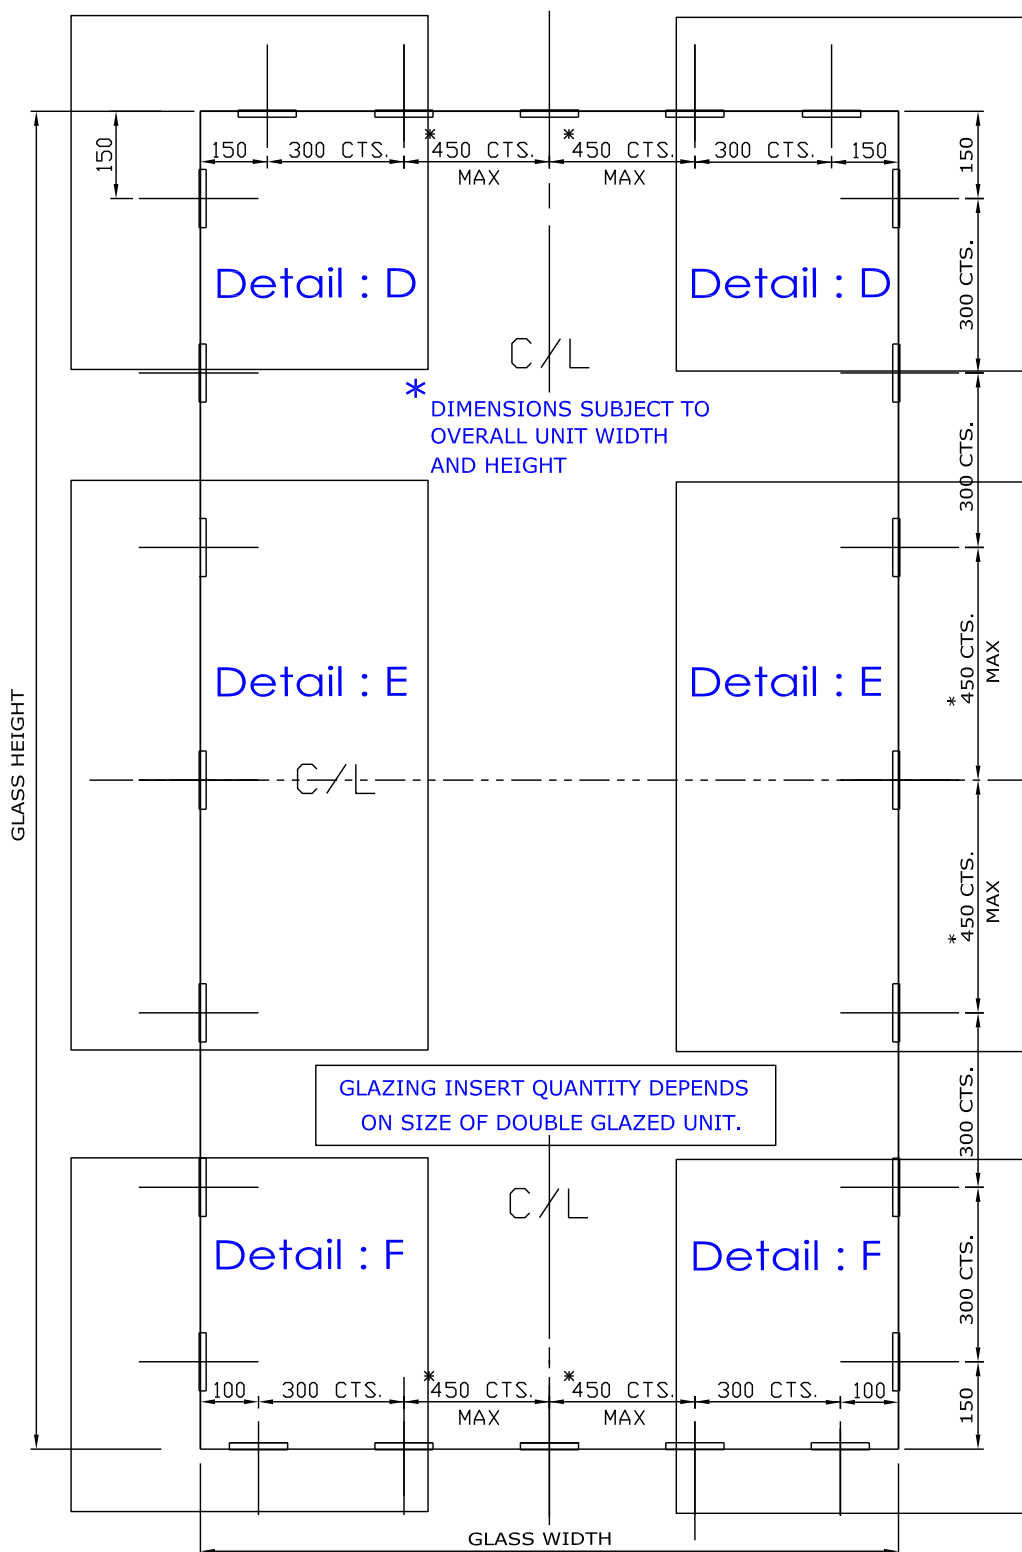 150 300 CTS. * 450 CTS. * 450 CTS. 300 CTS. 150
MAX MAX
150
150
300 CTS.
Detail : D
Detail : D
C/L
* DIMENSIONS SUBJECT TO
OVERALL UNIT WIDTH
AND HEIGHT
300 CTS.
Detail : E
Detail : E
* 450 CTS.
MAX
GLASS HEIGHT
C/L
* 450 CTS.
MAX
GLAZING INSERT QUANTITY DEPENDS
ON SIZE OF DOUBLE GLAZED UNIT.
300 CTS.
C/L
Detail : F
Detail : F
300 CTS.
100 300 CTS. * 450 CTS. * 450 CTS. 300 CTS. 100
MAX MAX
150
GLASS WIDTH